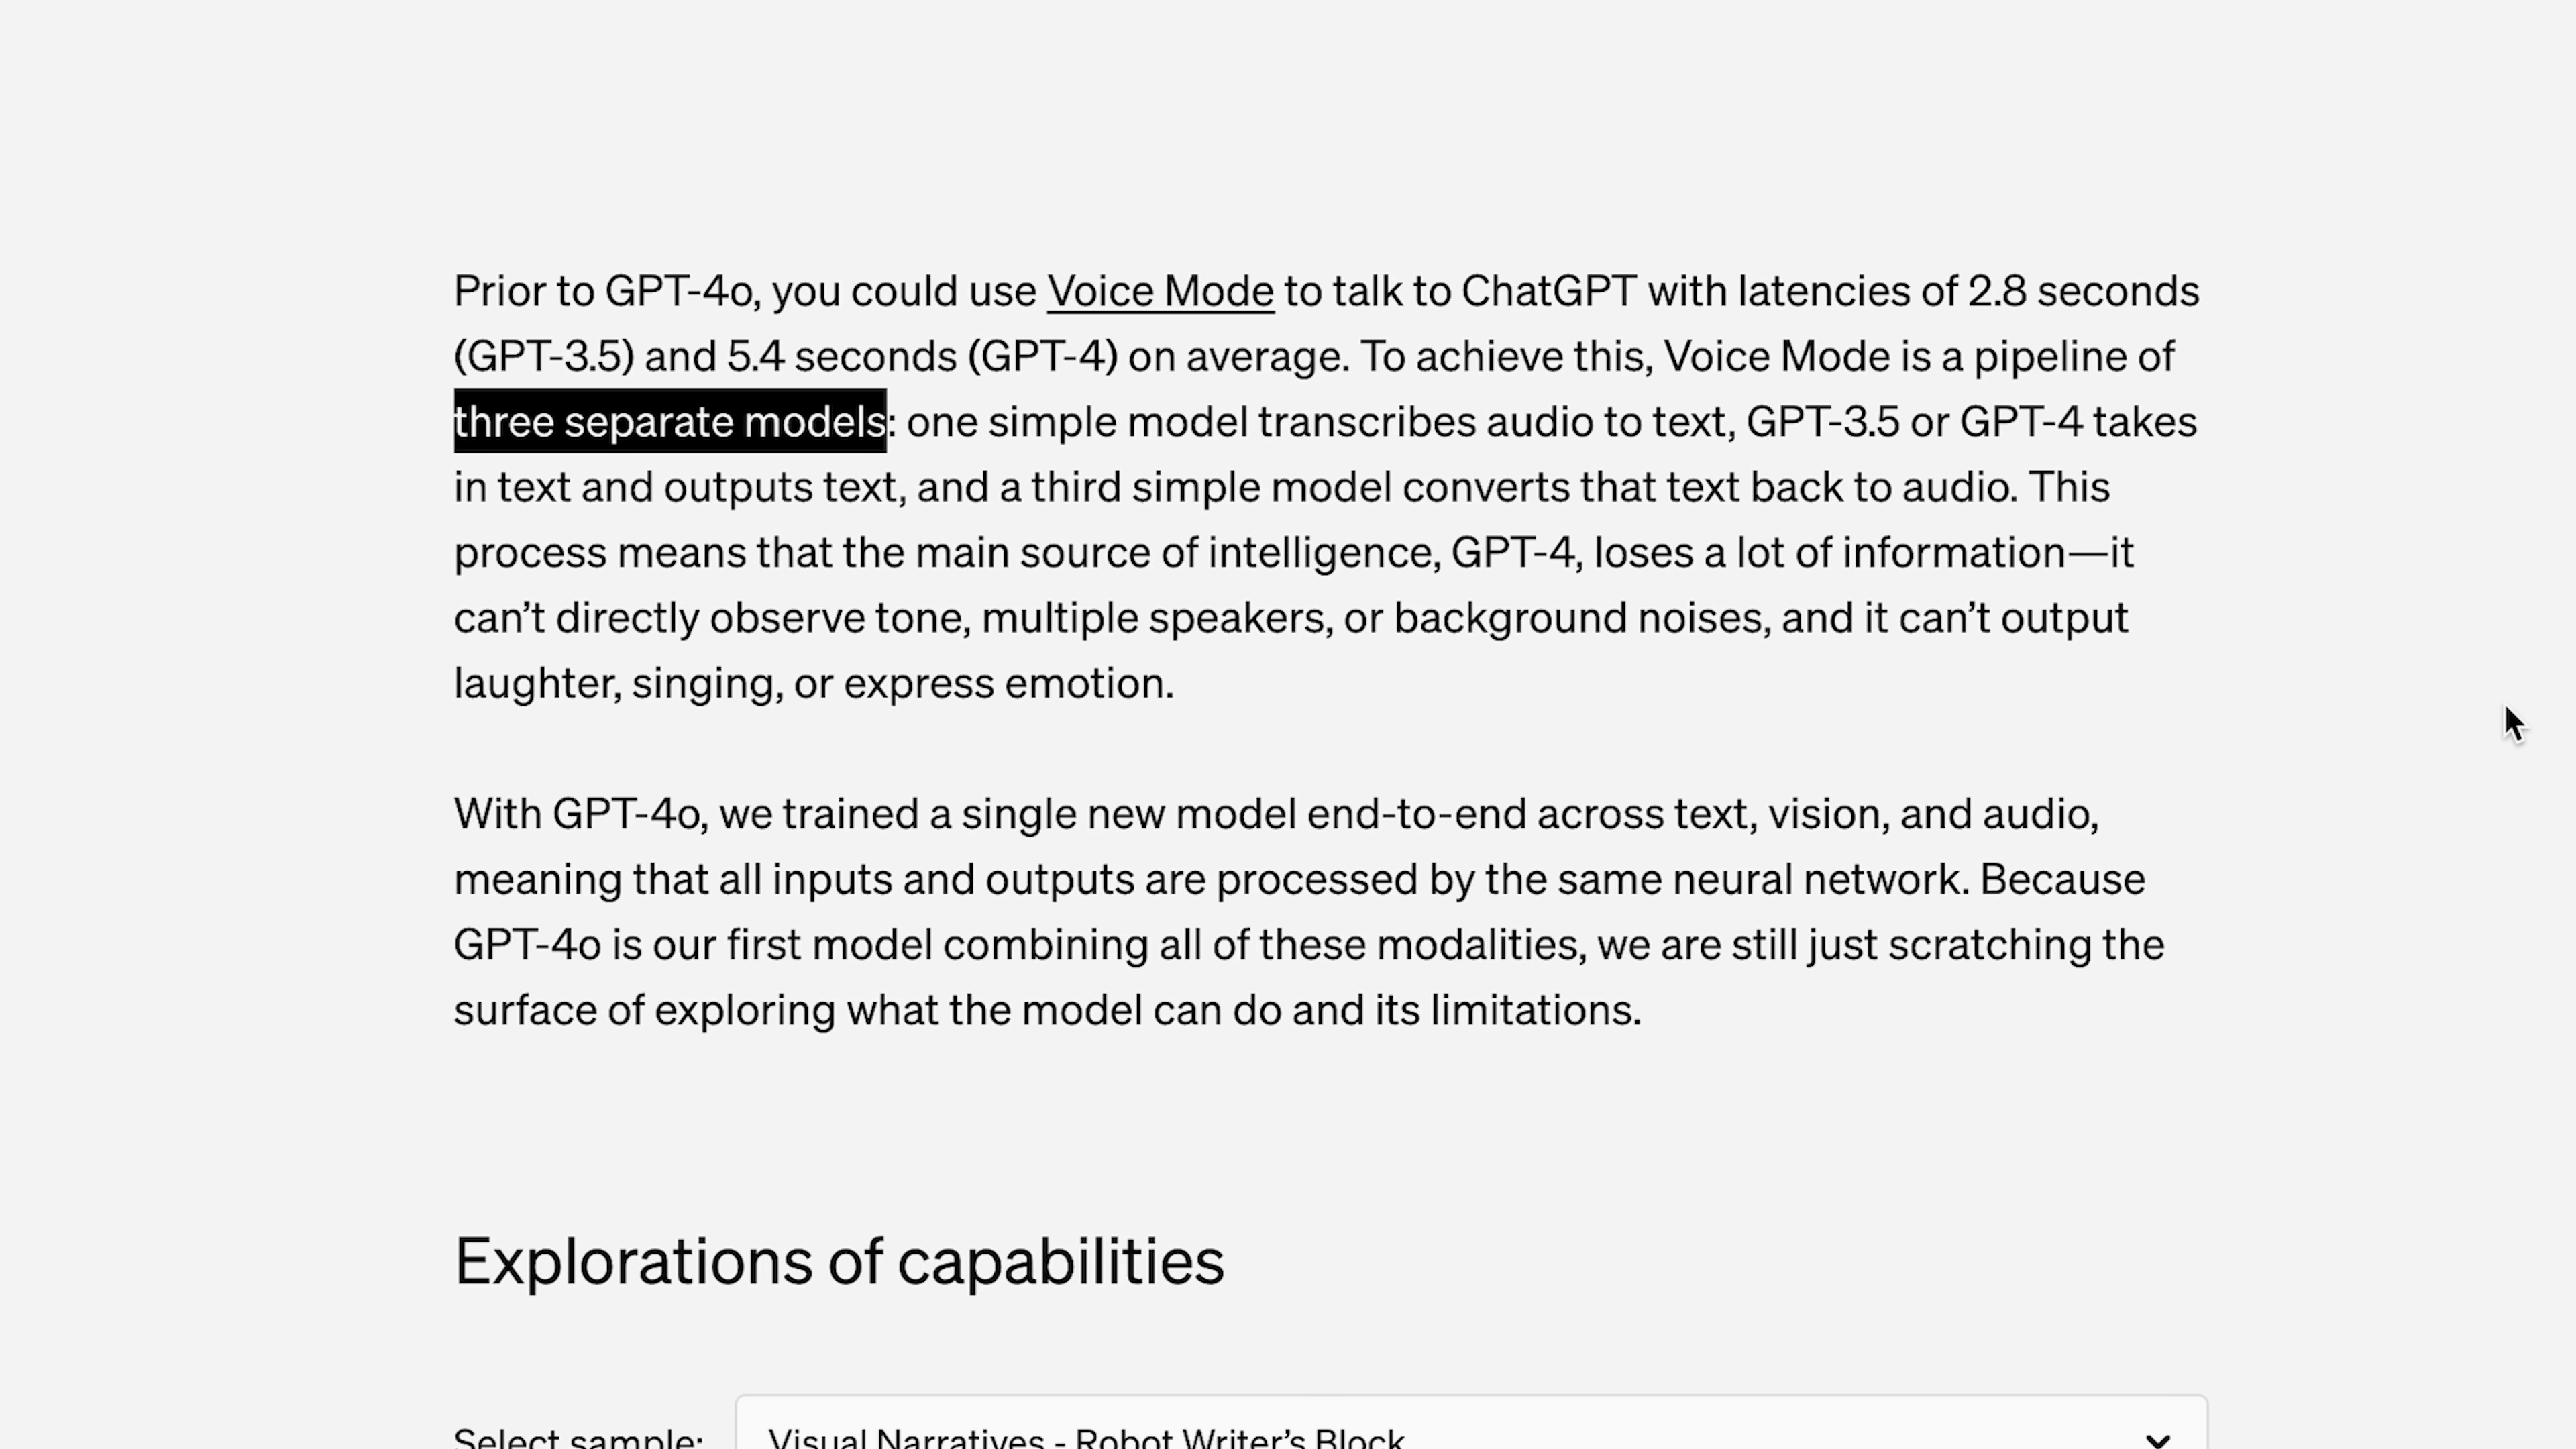 Prior to GPT-4o, you could use Voice Mode to talk to ChatGPT with latencies of 2.8 seconds
(GPT-3.5) and 5.4 seconds (GPT-4) on average. To achieve this, Voice Mode is a pipeline of
three separate models: one simple model transcribes audio to text, GPT-3.5 or GPT-4 takes
in text and outputs text, and a third simple model converts that text back to audio. This
process means that the main source of intelligence, GPT-4, loses a lot of information—it
can’t directly observe tone, multiple speakers, or background noises, and it can’t output
laughter, singing, or express emotion.
With GPT-4o, we trained a single new model end-to-end across text, vision, and audio,
meaning that all inputs and outputs are processed by the same neural network. Because
GPT-4o is our first model combining all of these modalities, we are still just scratching the
surface of exploring what the model can do and its limitations.
Explorations of capabilities
Select sample: Visual Narratives - Robot Writer’s Block